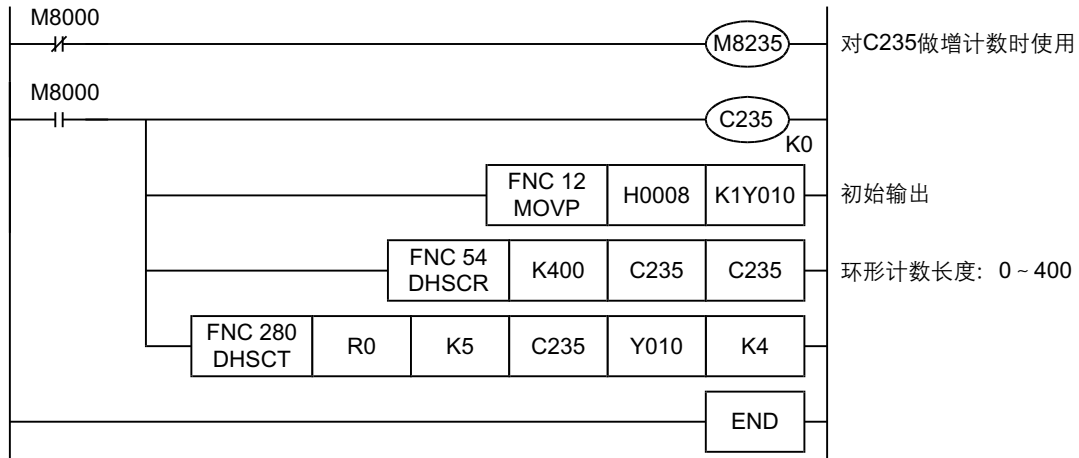 M8000
M8235 对C235做增计数时使用
M8000
C235
K0
FNC 12
MOVP H0008 K1Y010 初始输出
FNC 54
DHSCR K400 C235 C235 环形计数长度: 0~400
FNC 280
DHSCT R0 K5 C235 Y010 K4
END